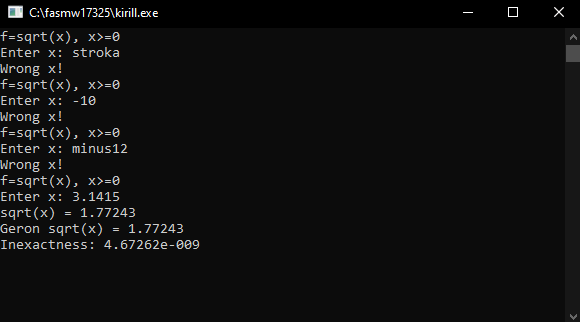 C:\fasmw17325\kirill.exe
f=sqrt(x), x>=0
Enter x: stroka
Wrong x!
f=sqrt(x), x>=0
Enter x: -10
Wrong x!
f=sqrt(x), x>=0
Enter x: minus12
Wrong x!
f=sqrt(x), x>=0
Enter x: 3.1415
sqrt(x) = 1.77243
Geron sqrt(x) = 1.77243
Inexactness: 4.67262e-009